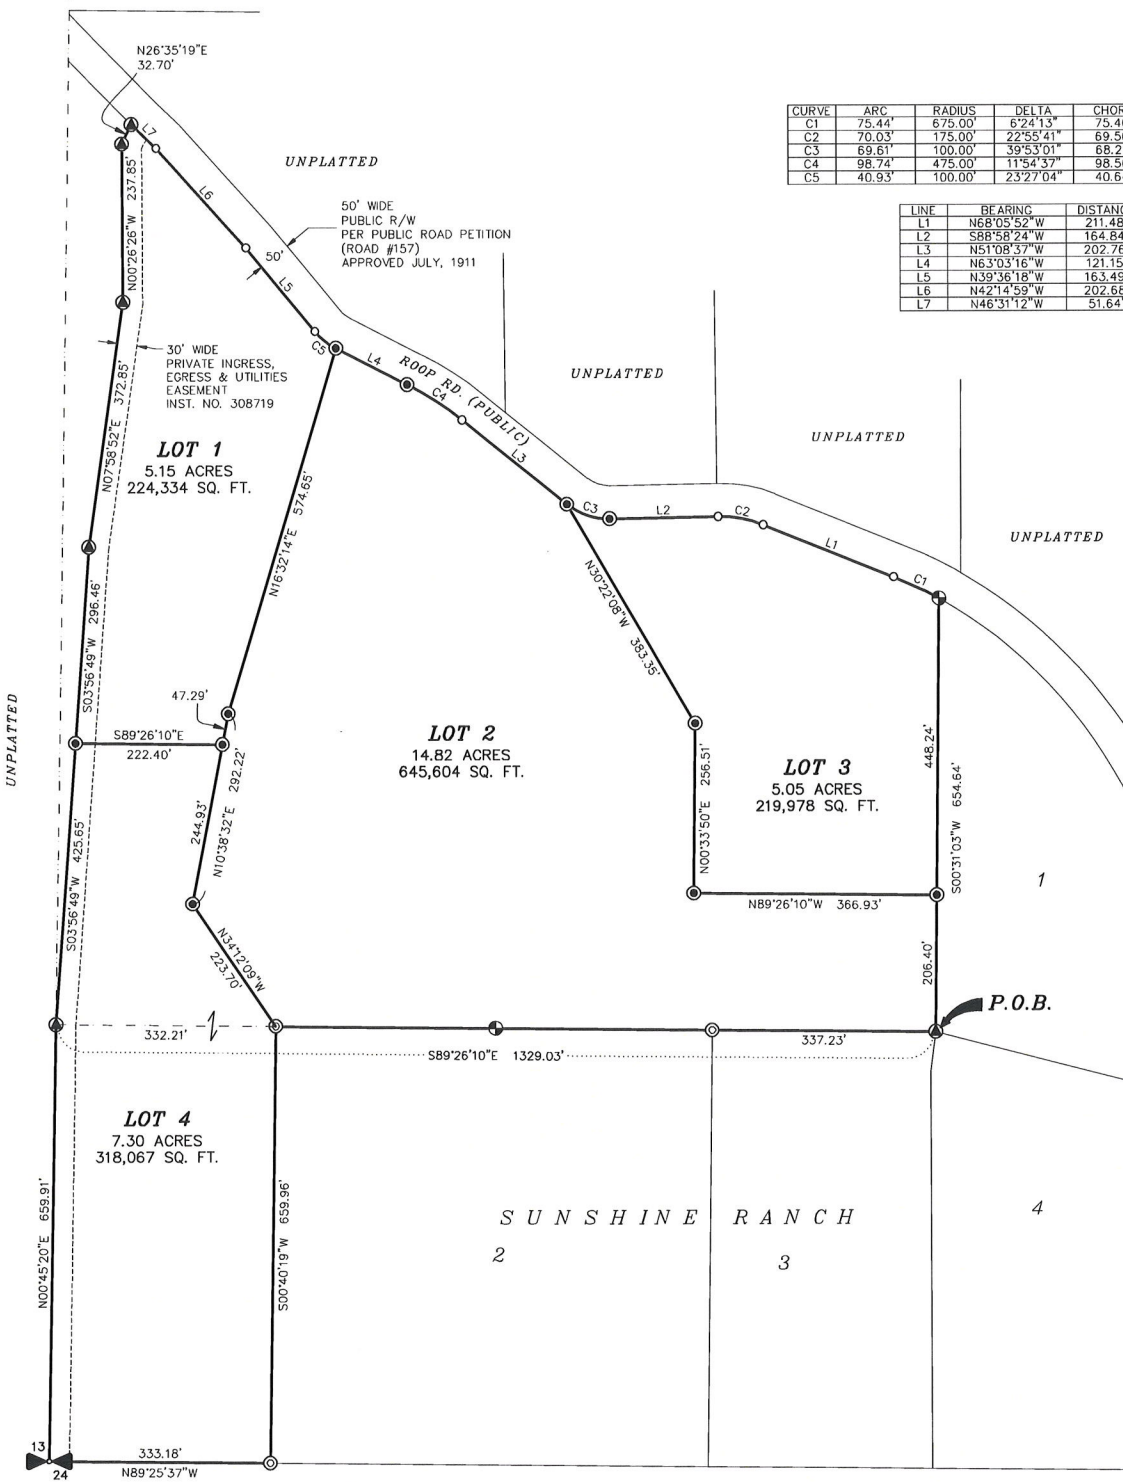 N26°35'19"E
32.70'
L7
UNPLATTED
N00°26'26"W 237.85'
L6
50' WIDE
PUBLIC R/W
PER PUBLIC ROAD PETITION
(ROAD #157)
APPROVED JULY, 1911
50'
L5
CURVE ARC RADIUS DELTA CHOR
C1 75.44' 675.00' 6°24'13" 75.4
C2 70.03' 175.00' 22°55'41" 69.5
C3 69.61' 100.00' 39°53'01" 68.2
C4 98.74' 475.00' 11°54'37" 98.5
C5 40.93' 100.00' 23°27'04" 40.6
LINE BEARING DISTANC
L1 N68°05'52"W 211.48
L2 S88°58'24"W 164.84
L3 N51°08'37"W 202.76
L4 N63°03'16"W 121.15
L5 N39°36'18"W 163.49
L6 N42°14'59"W 202.68
L7 N46°31'12"W 51.64'
30' WIDE
PRIVATE INGRESS,
EGRESS & UTILITIES
EASEMENT
INST. NO. 308719
C5
L4
ROOP RD. (PUBLIC)
C4
L3
UNPLATTED
UNPLATTED
UNPLATTED
C3
L2
C2
L1
C1
N07°58'52"E 372.85'
LOT 1
5.15 ACRES
224,334 SQ. FT.
N16°32'14"E 574.65'
N30°22'08"W 383.35'
S03°56'49"W 296.46'
47.29'
S89°26'10"E
222.40'
UNPLATTED
LOT 2
14.82 ACRES
645,604 SQ. FT.
LOT 3
5.05 ACRES
219,978 SQ. FT.
N00°33'50"E 256.51'
448.24'
S00°31'03"W 654.64'
244.93'
N10°38'32"E 292.22'
S03°56'49"W 425.65'
N89°26'10"W 366.93'
1
N34°12'09"W
223.70'
206.40'
P.O.B.
332.21'
337.23'
S89°26'10"E 1329.03'
LOT 4
7.30 ACRES
318,067 SQ. FT.
N00°45'20"E 659.91'
S00°40'19"W 659.96'
SUNSHINE RANCH
2
3
4
13
24
333.18'
N89°25'37"W